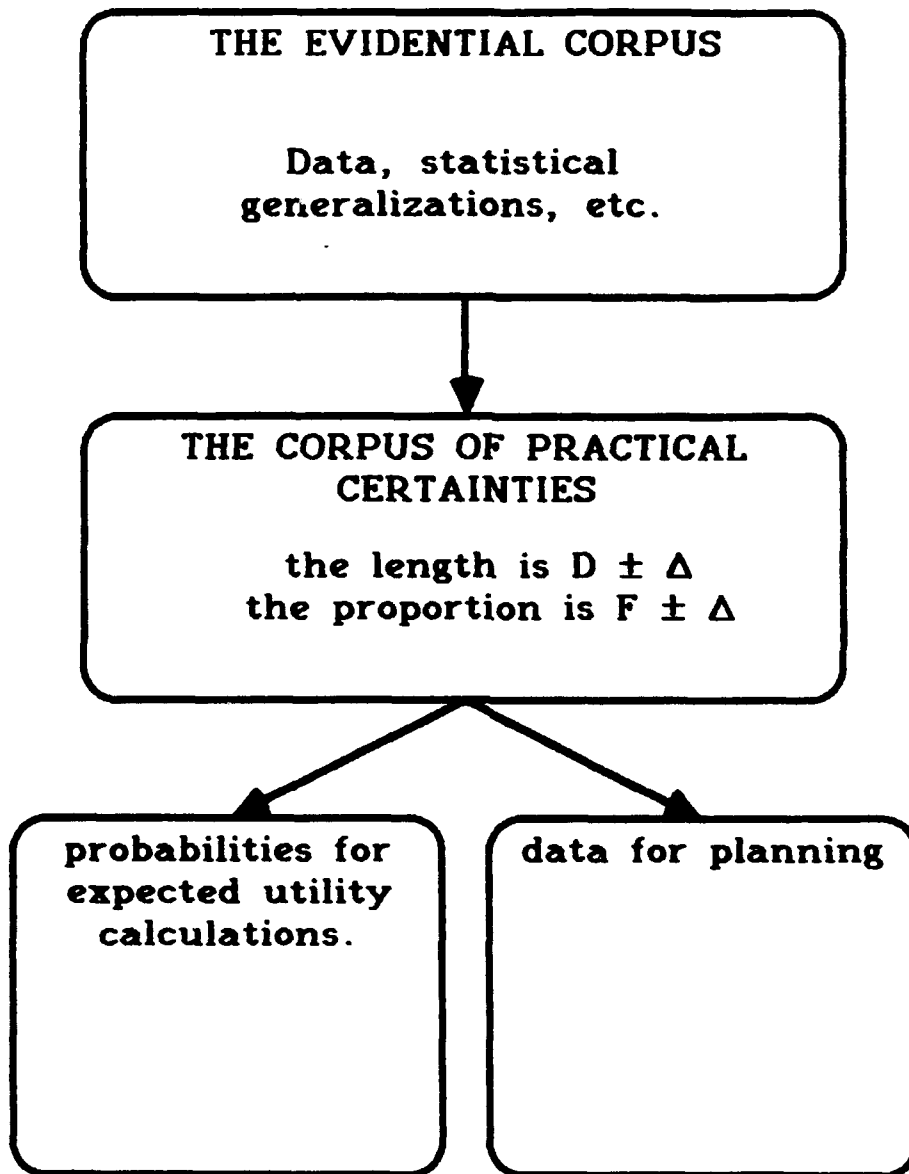 THE EVIDENTIAL CORPUS
Data, statistical
generalizations, etc.
THE CORPUS OF PRACTICAL
CERTAINTIES
the length is D ± Δ
the proportion is F ± Δ
probabilities for
expected utility
calculations.
data for planning